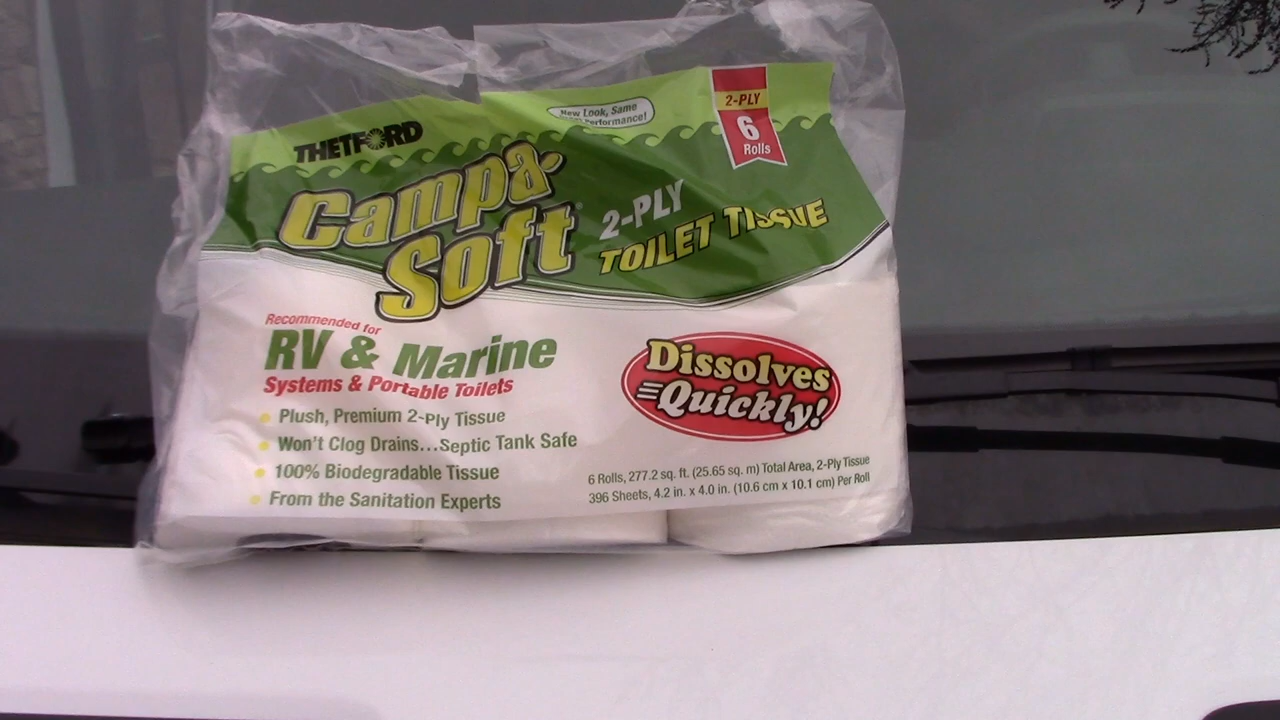 THETFORD
New Look, Same
Performance!
2-PLY
6
Rolls
Campa-
Soft
2-PLY
TOILET TISSUE
Recommended for
RV & Marine
Systems & Portable Toilets
Plush, Premium 2-Ply Tissue
Won't Clog Drains...Septic Tank Safe
100% Biodegradable Tissue
From the Sanitation Experts
Dissolves
Quickly!
6 Rolls, 277.2 sq. ft. (25.65 sq. m) Total Area, 2-Ply Tissue
396 Sheets, 4.2 in. x 4.0 in. (10.6 cm x 10.1 cm) Per Roll